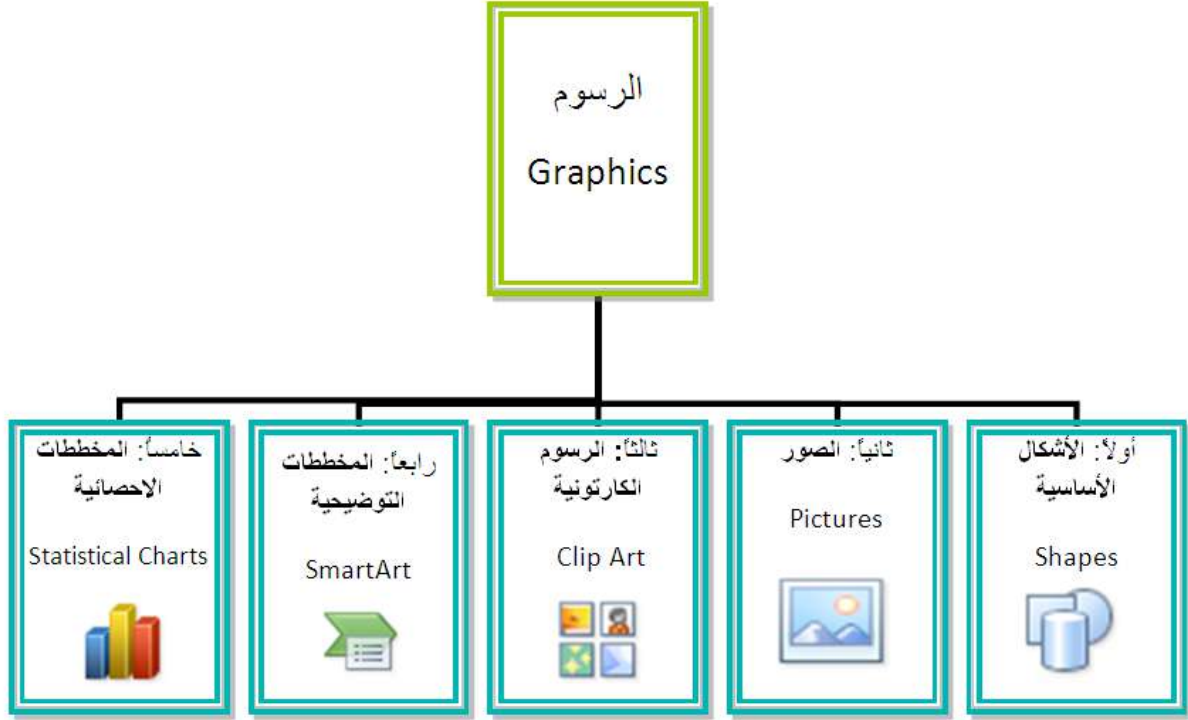 الرسوم
Graphics
أولاً: الأشكال
الأساسية
Shapes
ثانياً: الصور
Pictures
ثالثاً: الرسوم
الكارتونية
Clip Art
رابعاً: المخططات
التوضيحية
SmartArt
خامساً: المخططات
الاحصائية
Statistical Charts